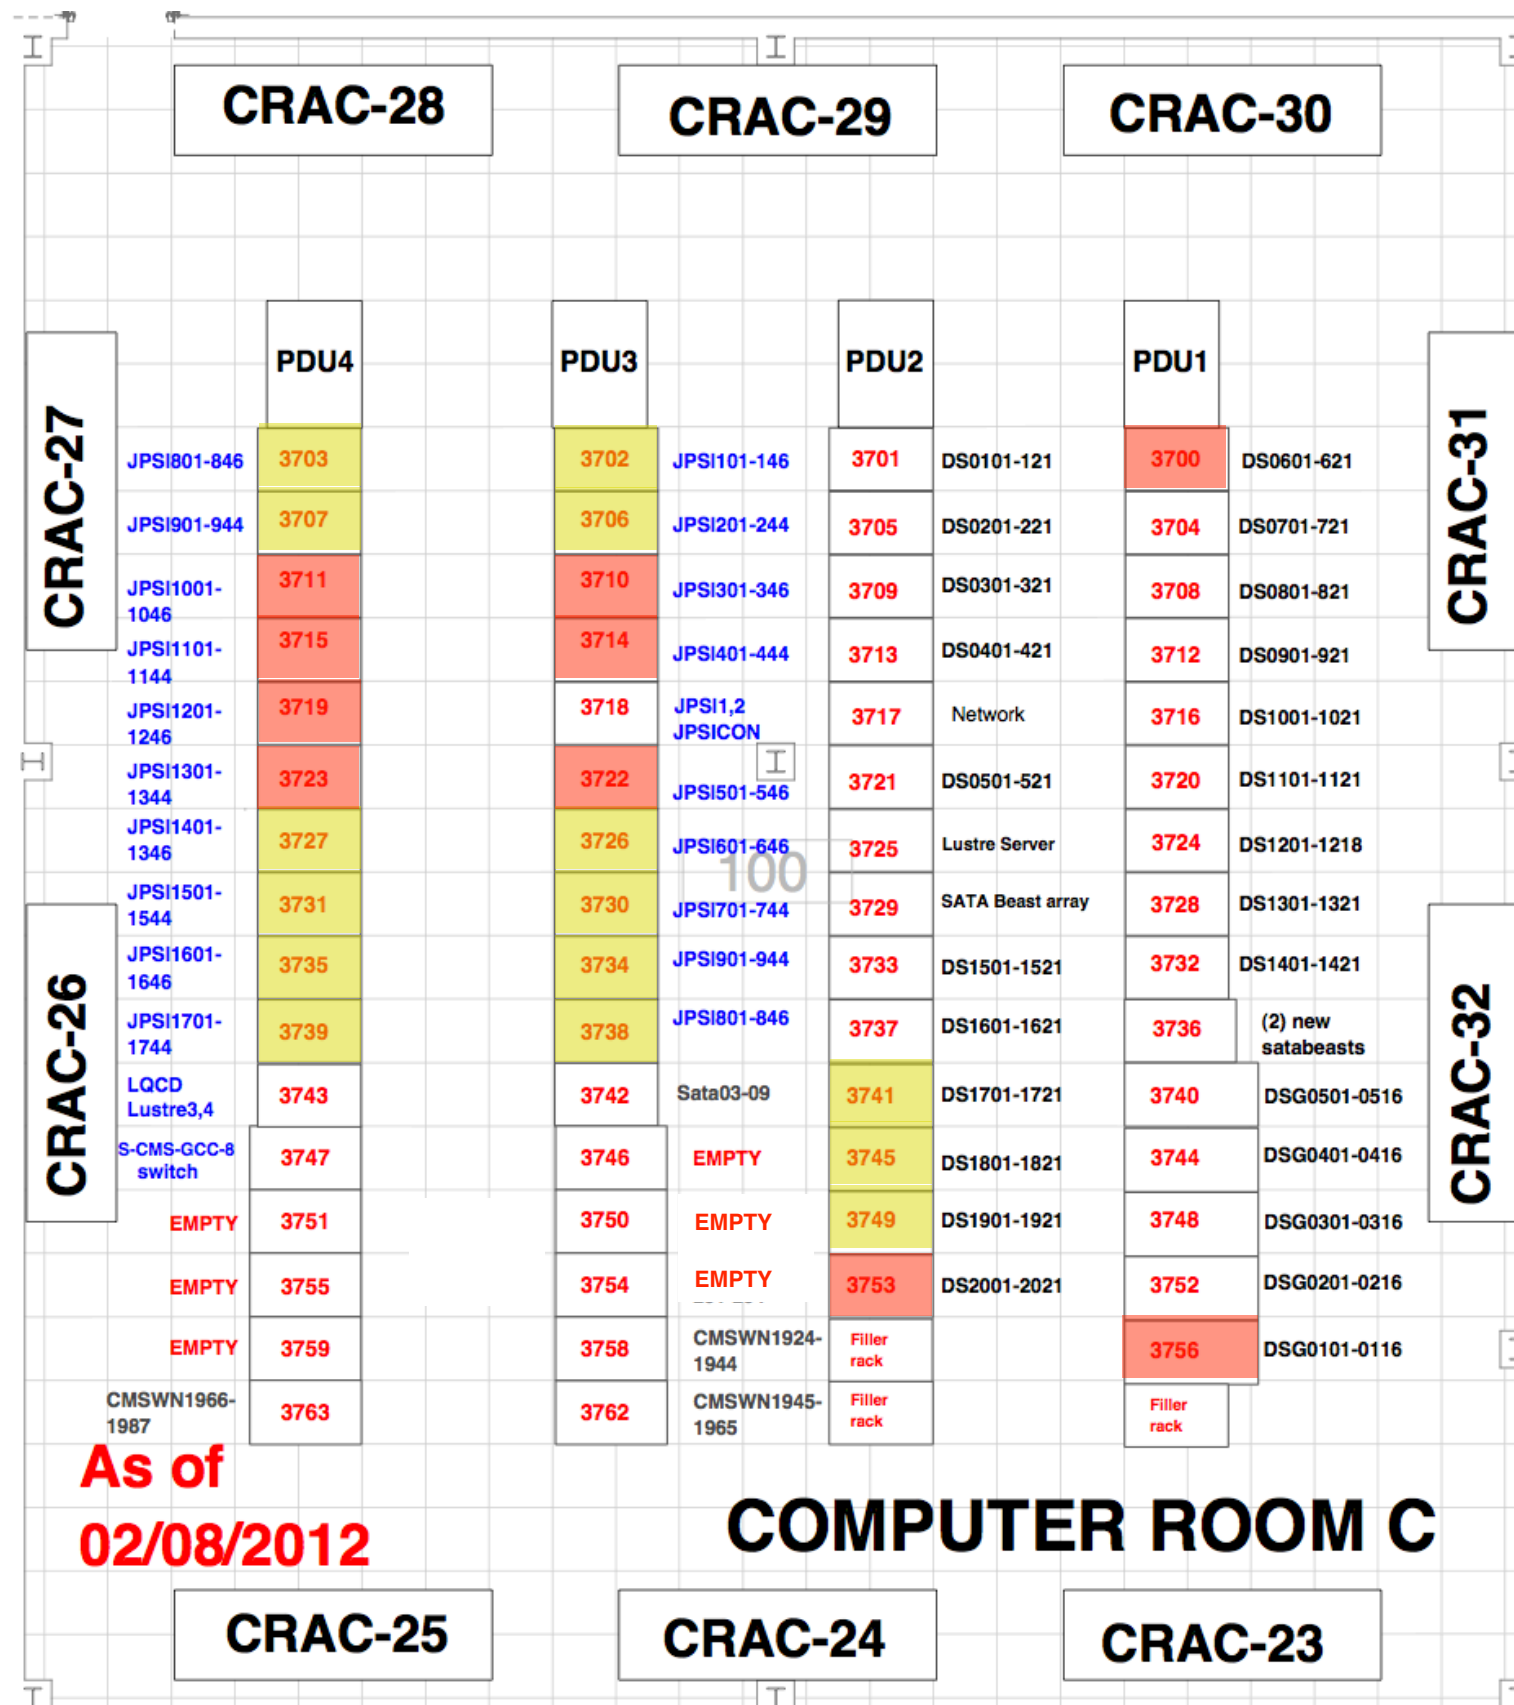 CRAC-28
CRAC-29
CRAC-30
CRAC-27
CRAC-31
PDU4
PDU3
PDU2
PDU1
JPSI801-846
3703
3702
JPSI101-146
3701
DS0101-121
3700
DS0601-621
JPSI901-944
3707
3706
JPSI201-244
3705
DS0201-221
3704
DS0701-721
JPSI1001-
1046
3711
3710
JPSI301-346
3709
DS0301-321
3708
DS0801-821
JPSI1101-
1144
3715
3714
JPSI401-444
3713
DS0401-421
3712
DS0901-921
JPSI1201-
1246
3719
3718
JPSI1,2
JPSICON
3717
Network
3716
DS1001-1021
JPSI1301-
1344
3723
3722
JPSI501-546
3721
DS0501-521
3720
DS1101-1121
JPSI1401-
1346
3727
3726
JPSI601-646
100
3725
Lustre Server
3724
DS1201-1218
CRAC-26
CRAC-32
JPSI1501-
1544
3731
3730
JPSI701-744
3729
SATA Beast array
3728
DS1301-1321
JPSI1601-
1646
3735
3734
JPSI901-944
3733
DS1501-1521
3732
DS1401-1421
JPSI1701-
1744
3739
3738
JPSI801-846
3737
DS1601-1621
3736
(2) new
satabeasts
LQCD
Lustre3,4
3743
3742
Sata03-09
3741
DS1701-1721
3740
DSG0501-0516
S-CMS-GCC-8
switch
3747
3746
EMPTY
3745
DS1801-1821
3744
DSG0401-0416
EMPTY
3751
3750
EMPTY
3749
DS1901-1921
3748
DSG0301-0316
EMPTY
3755
3754
EMPTY
3753
DS2001-2021
3752
DSG0201-0216
EMPTY
3759
3758
CMSWN1924-
1944
Filler
rack
3756
DSG0101-0116
CMSWN1966-
1987
3763
3762
CMSWN1945-
1965
Filler
rack
Filler
rack
As of
02/08/2012
COMPUTER ROOM C
CRAC-25
CRAC-24
CRAC-23